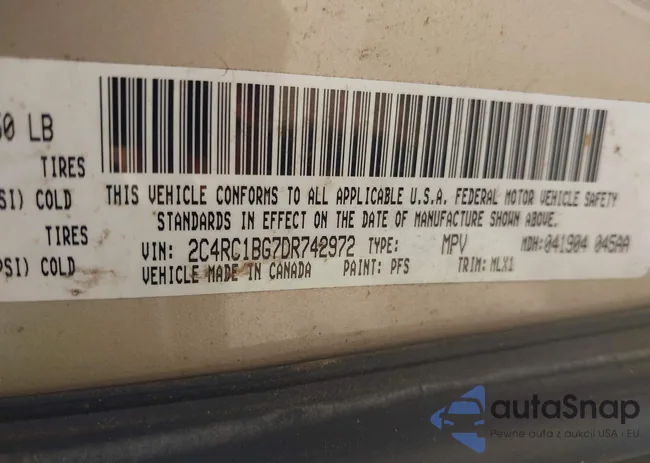 50 LB
TIRES
SI) COLD
THIS VEHICLE CONFORMS TO ALL APPLICABLE U.S.A. FEDERAL MOTOR VEHICLE SAFETY
STANDARDS IN EFFECT ON THE DATE OF MANUFACTURE SHOWN ABOVE.
TIRES
PSI) COLD
VIN: 2C4RC1BG7DR742972 TYPE: MPV MDH: 041904 045AA
VEHICLE MADE IN CANADA PAINT: PFS TRIM: MLX1
autaSnap
Pewne auta z aukcji USA i EU